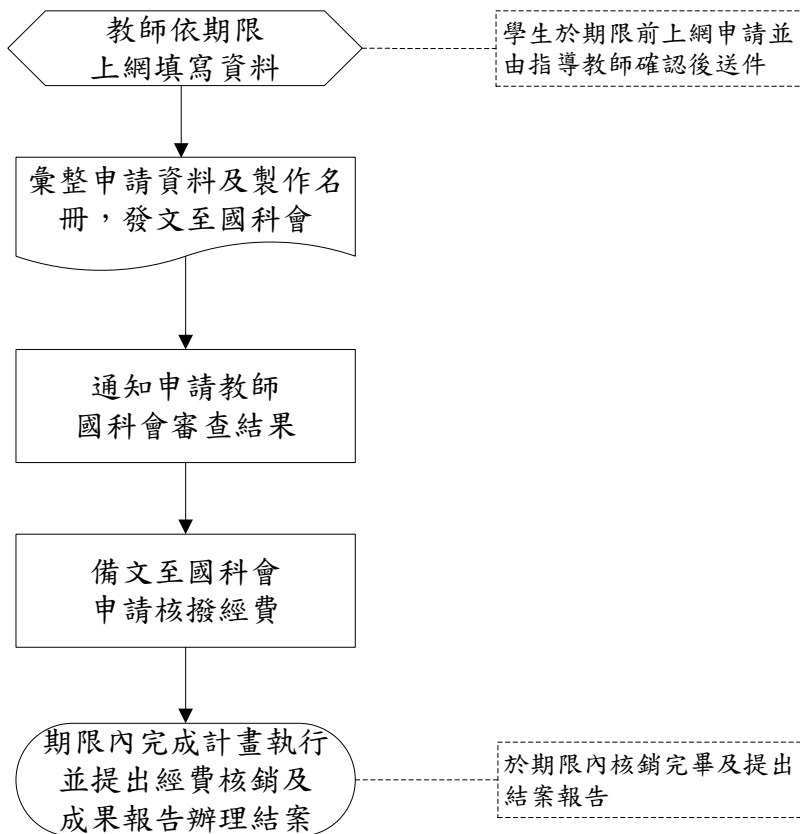 教師依期限
上網填寫資料
學生於期限前上網申請並
由指導教師確認後送件
彙整申請資料及製作名
冊，發文至國科會
通知申請教師
國科會審查結果
備文至國科會
申請核撥經費
期限內完成計畫執行
並提出經費核銷及
成果報告辦理結案
於期限內核銷完畢及提出
結案報告